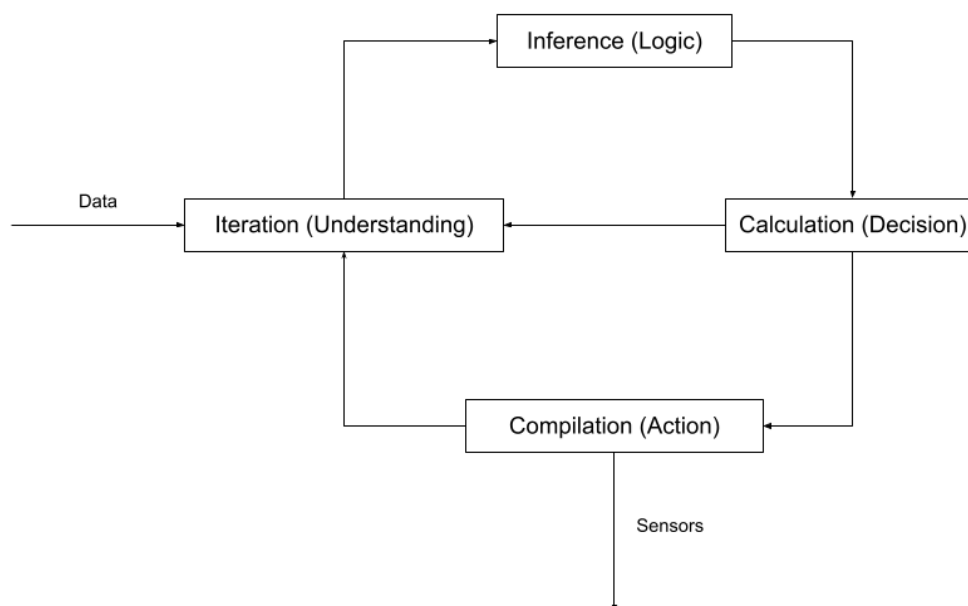 Inference (Logic)
Data
Iteration (Understanding)
Calculation (Decision)
Compilation (Action)
Sensors